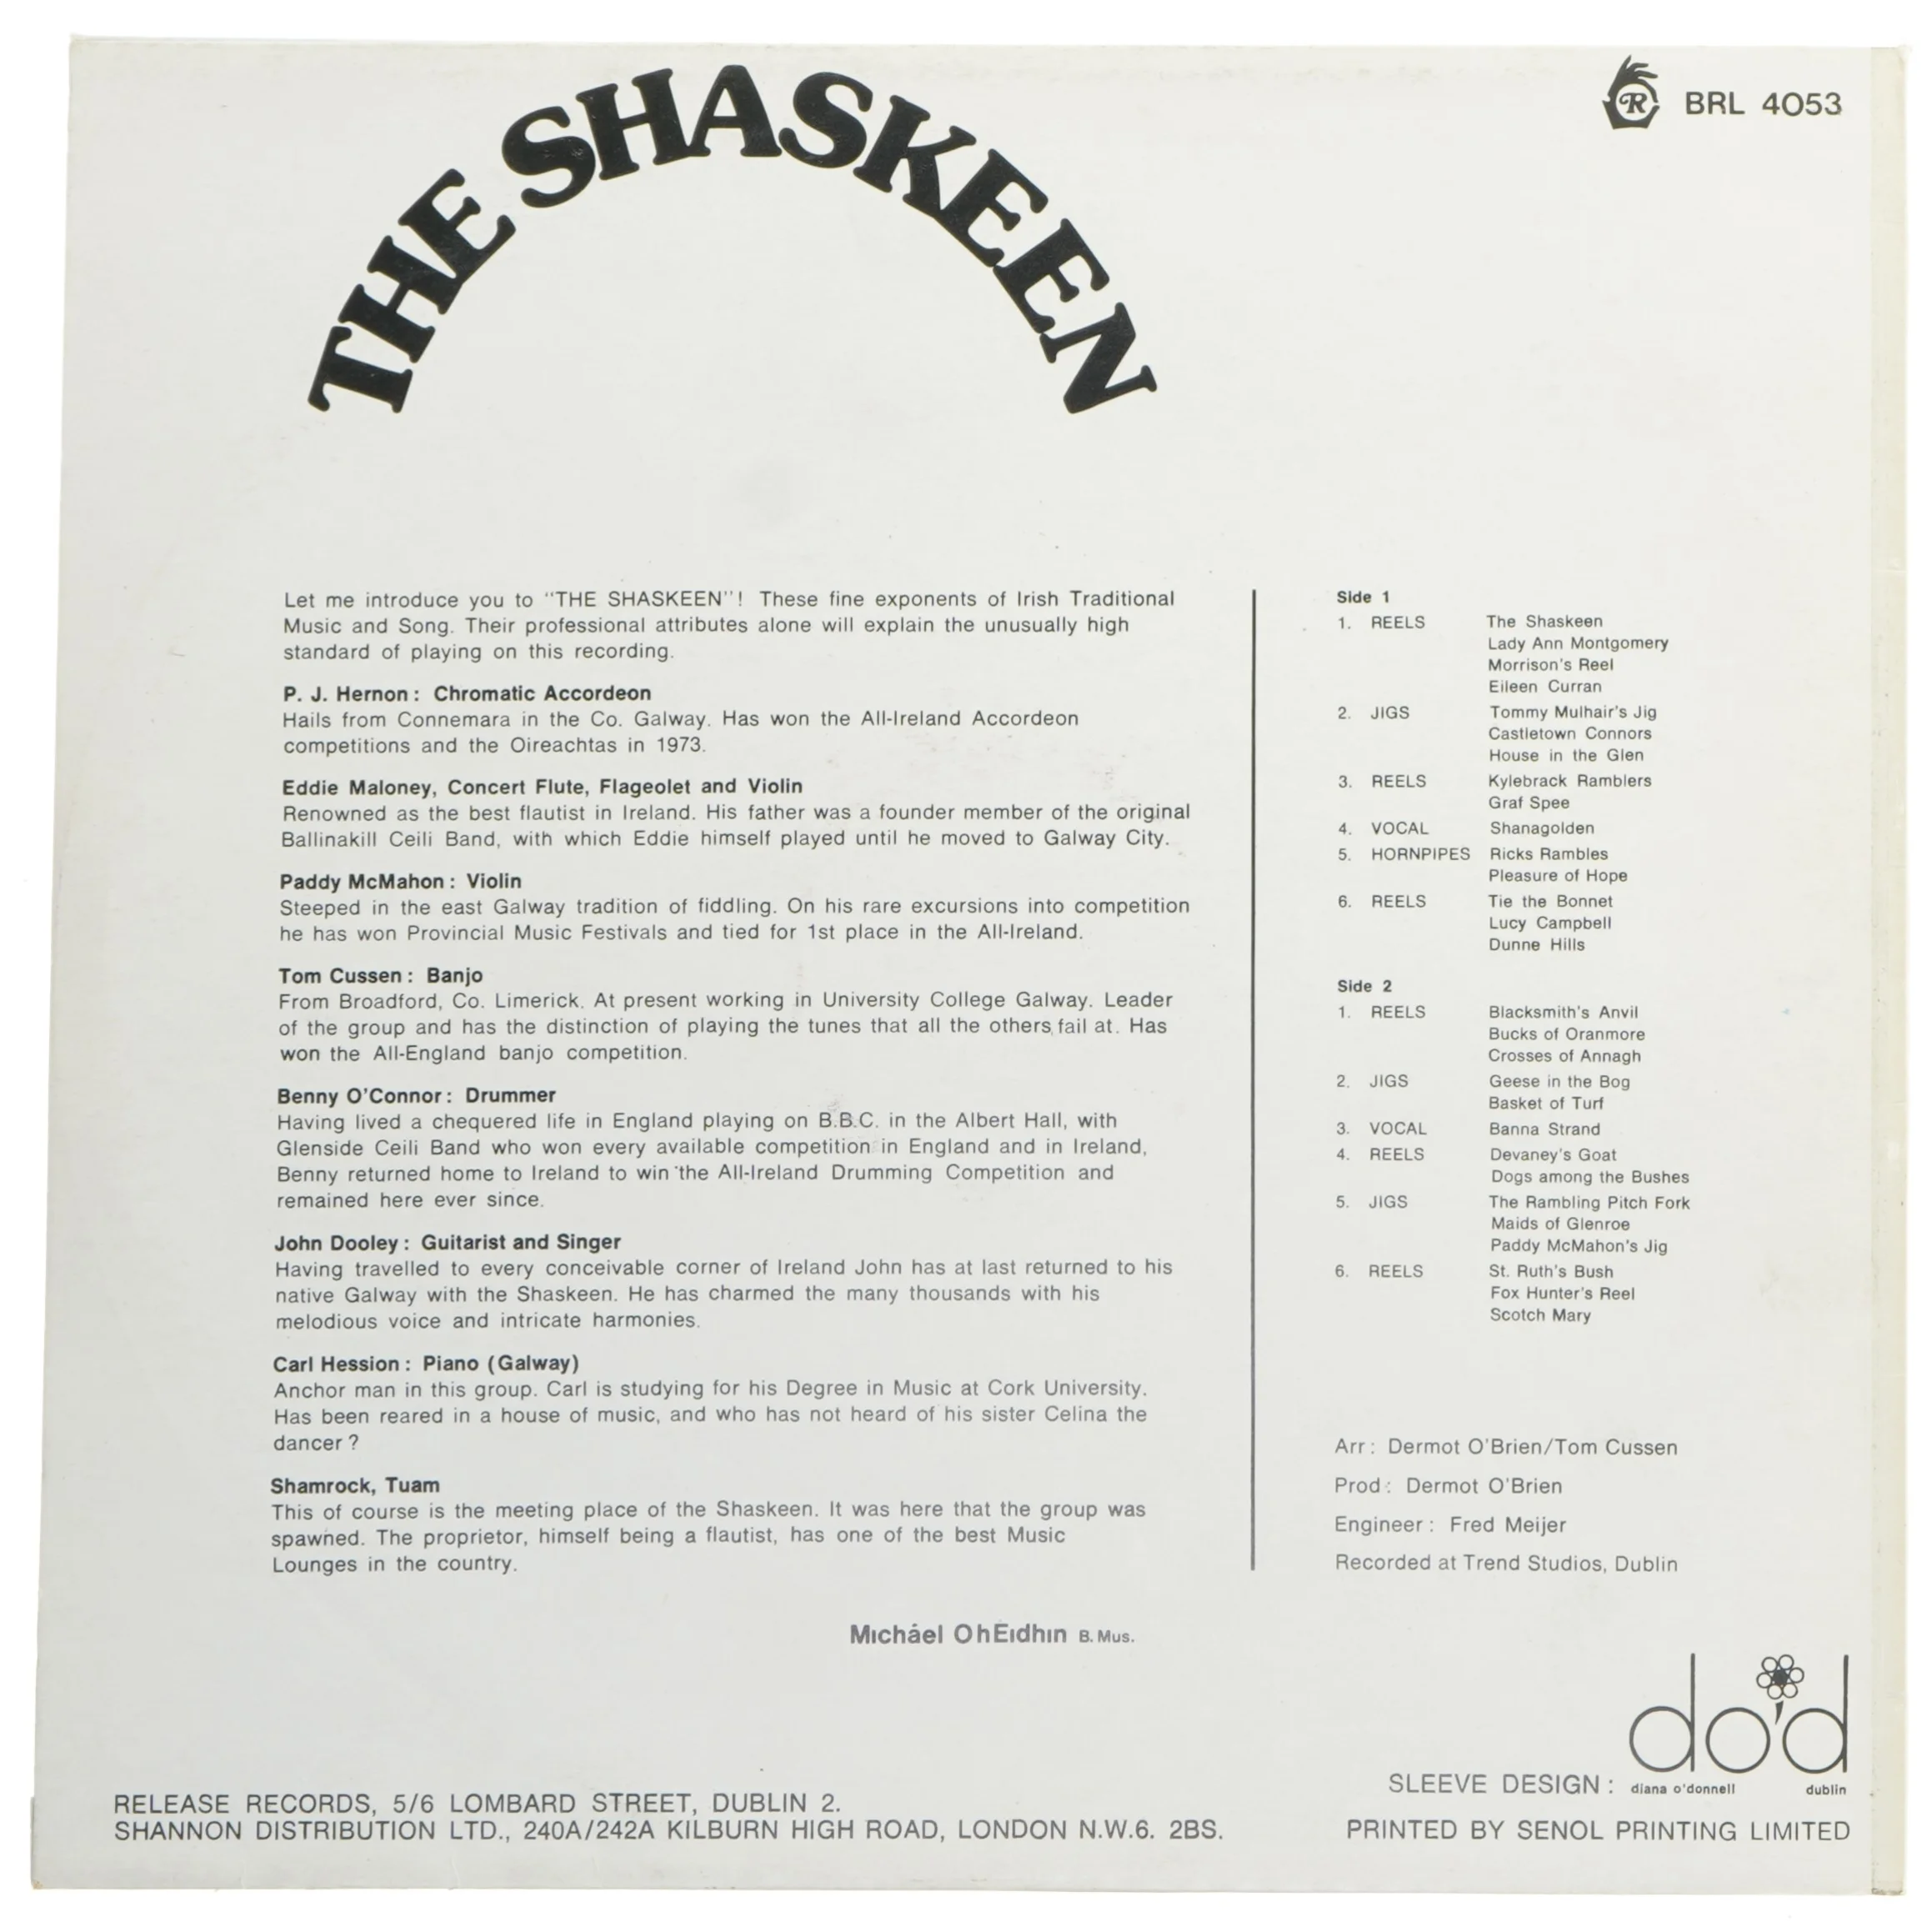 THE SHASKEEN
R BRL 4053
Let me introduce you to "THE SHASKEEN"! These fine exponents of Irish Traditional
Music and Song. Their professional attributes alone will explain the unusually high
standard of playing on this recording.
P. J. Hernon: Chromatic Accordeon
Hails from Connemara in the Co. Galway. Has won the All-Ireland Accordeon
competitions and the Oireachtas in 1973.
Eddie Maloney, Concert Flute, Flageolet and Violin
Renowned as the best flautist in Ireland. His father was a founder member of the original
Ballinakill Ceili Band, with which Eddie himself played until he moved to Galway City.
Paddy McMahon: Violin
Steeped in the east Galway tradition of fiddling. On his rare excursions into competition
he has won Provincial Music Festivals and tied for 1st place in the All-Ireland.
Tom Cussen: Banjo
From Broadford, Co. Limerick. At present working in University College Galway. Leader
of the group and has the distinction of playing the tunes that all the others fail at. Has
won the All-England banjo competition.
Benny O'Connor: Drummer
Having lived a chequered life in England playing on B.B.C. in the Albert Hall, with
Glenside Ceili Band who won every available competition in England and in Ireland,
Benny returned home to Ireland to win the All-Ireland Drumming Competition and
remained here ever since.
John Dooley: Guitarist and Singer
Having travelled to every conceivable corner of Ireland John has at last returned to his
native Galway with the Shaskeen. He has charmed the many thousands with his
melodious voice and intricate harmonies.
Carl Hession: Piano (Galway)
Anchor man in this group. Carl is studying for his Degree in Music at Cork University.
Has been reared in a house of music, and who has not heard of his sister Celina the
dancer?
Shamrock, Tuam
This of course is the meeting place of the Shaskeen. It was here that the group was
spawned. The proprietor, himself being a flautist, has one of the best Music
Lounges in the country.
Mıcháel OhEıdhın B. Mus.
Side 1
1. REELS The Shaskeen
Lady Ann Montgomery
Morrison's Reel
Eileen Curran
2. JIGS Tommy Mulhair's Jig
Castletown Connors
House in the Glen
3. REELS Kylebrack Ramblers
Graf Spee
4. VOCAL Shanagolden
5. HORNPIPES Ricks Rambles
Pleasure of Hope
6. REELS Tie the Bonnet
Lucy Campbell
Dunne Hills
Side 2
1. REELS Blacksmith's Anvil
Bucks of Oranmore
Crosses of Annagh
2. JIGS Geese in the Bog
Basket of Turf
3. VOCAL Banna Strand
4. REELS Devaney's Goat
Dogs among the Bushes
5. JIGS The Rambling Pitch Fork
Maids of Glenroe
Paddy McMahon's Jig
6. REELS St. Ruth's Bush
Fox Hunter's Reel
Scotch Mary
Arr: Dermot O'Brien/Tom Cussen
Prod: Dermot O'Brien
Engineer: Fred Meijer
Recorded at Trend Studios, Dublin
do'd
SLEEVE DESIGN: diana o'donnell dublin
RELEASE RECORDS, 5/6 LOMBARD STREET, DUBLIN 2.
SHANNON DISTRIBUTION LTD., 240A/242A KILBURN HIGH ROAD, LONDON N.W.6. 2BS.
PRINTED BY SENOL PRINTING LIMITED